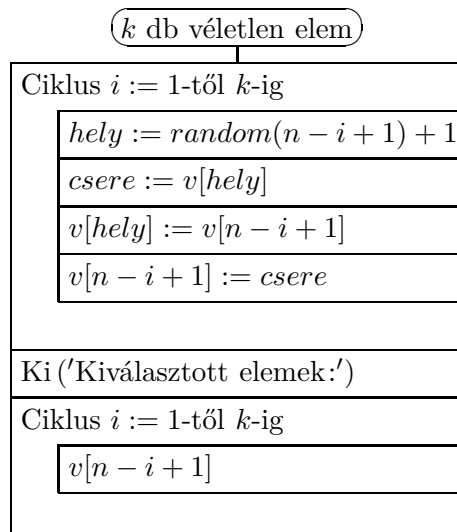 k db véletlen elem
Ciklus i := 1-től k-ig
hely := random(n − i + 1) + 1
csere := v[hely]
v[hely] := v[n − i + 1]
v[n − i + 1] := csere
Ki ('Kiválasztott elemek:')
Ciklus i := 1-től k-ig
v[n − i + 1]